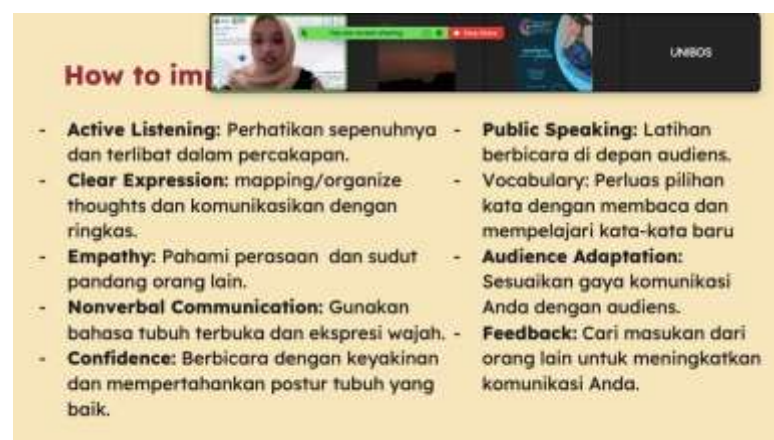 UNIBOS
How to im
- Active Listening: Perhatikan sepenuhnya
dan terlibat dalam percakapan.
- Clear Expression: mapping/organize
thoughts dan komunikasikan dengan
ringkas.
- Empathy: Pahami perasaan dan sudut
pandang orang lain.
- Nonverbal Communication: Gunakan
bahasa tubuh terbuka dan ekspresi wajah.
- Confidence: Berbicara dengan keyakinan
dan mempertahankan postur tubuh yang
baik.
- Public Speaking: Latihan
berbicara di depan audiens.
- Vocabulary: Perluas pilihan
kata dengan membaca dan
mempelajari kata-kata baru
- Audience Adaptation:
Sesuaikan gaya komunikasi
Anda dengan audiens.
- Feedback: Cari masukan dari
orang lain untuk meningkatkan
komunikasi Anda.